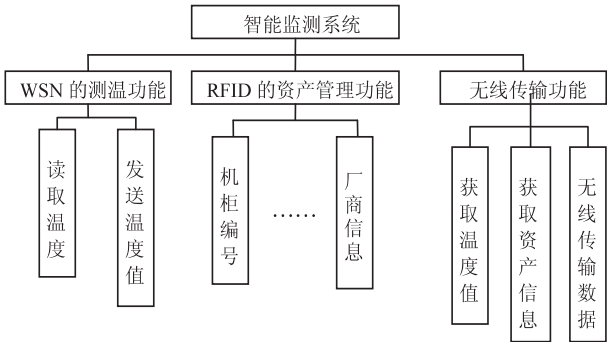 智能监测系统
WSN 的测温功能
RFID 的资产管理功能
无线传输功能
读取温度
发送温度值
机柜编号
……
厂商信息
获取温度值
获取资产信息
无线传输数据